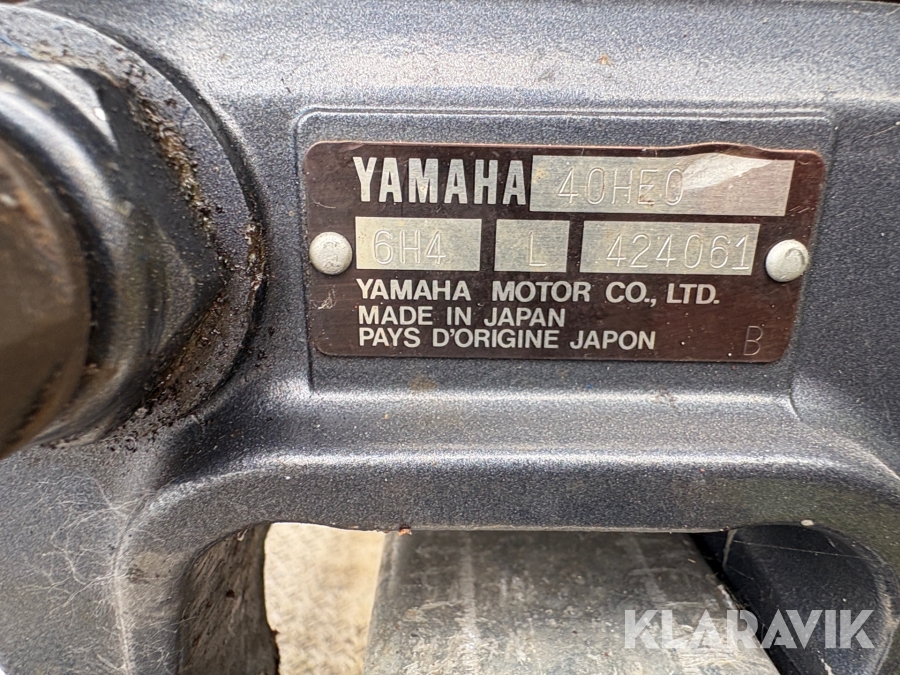 YAMAHA 40HEO
6H4 L 424061
YAMAHA MOTOR CO., LTD.
MADE IN JAPAN
PAYS D'ORIGINE JAPON B
KLARAVIK